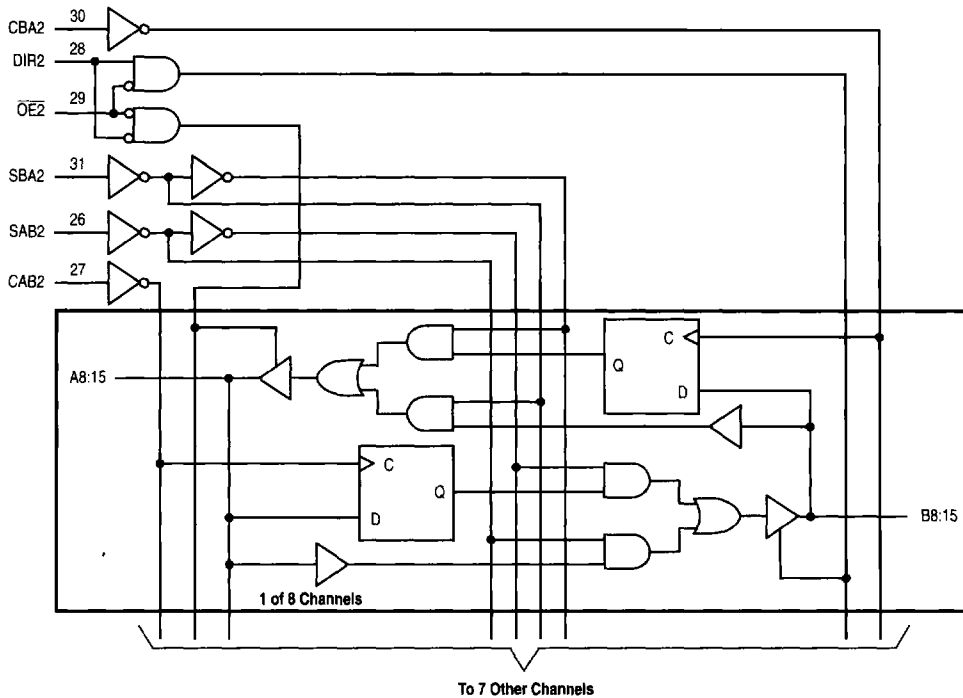 CBA2 30
DIR2 28
OE2 29
SBA2 31
SAB2 26
CAB2 27
C
Q
D
A8:15
C
Q
D
B8:15
1 of 8 Channels
To 7 Other Channels